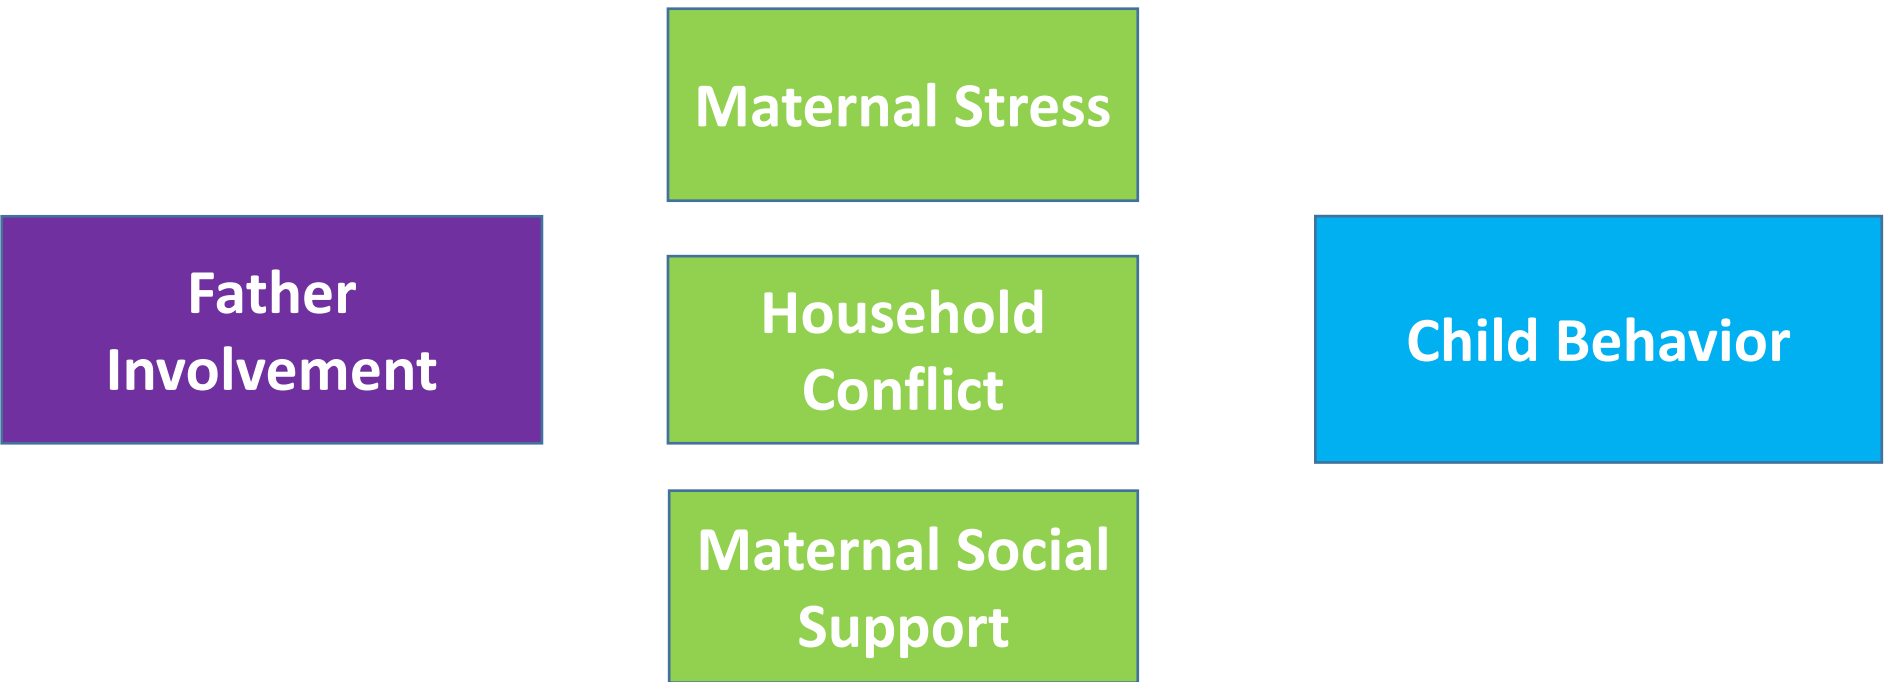 Maternal Stress
Father
Involvement
Household
Conflict
Child Behavior
Maternal Social
Support